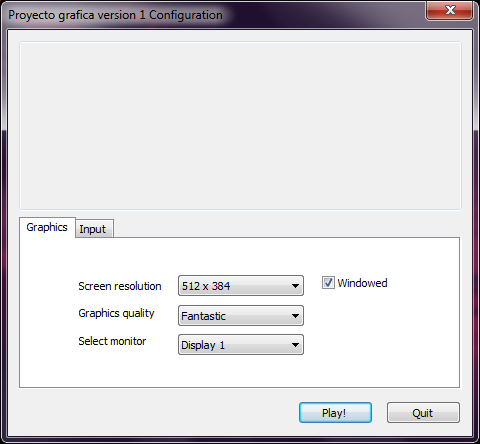 Proyecto grafica version 1 Configuration
Graphics Input
Screen resolution 512 x 384 Windowed
Graphics quality Fantastic
Select monitor Display 1
Play! Quit